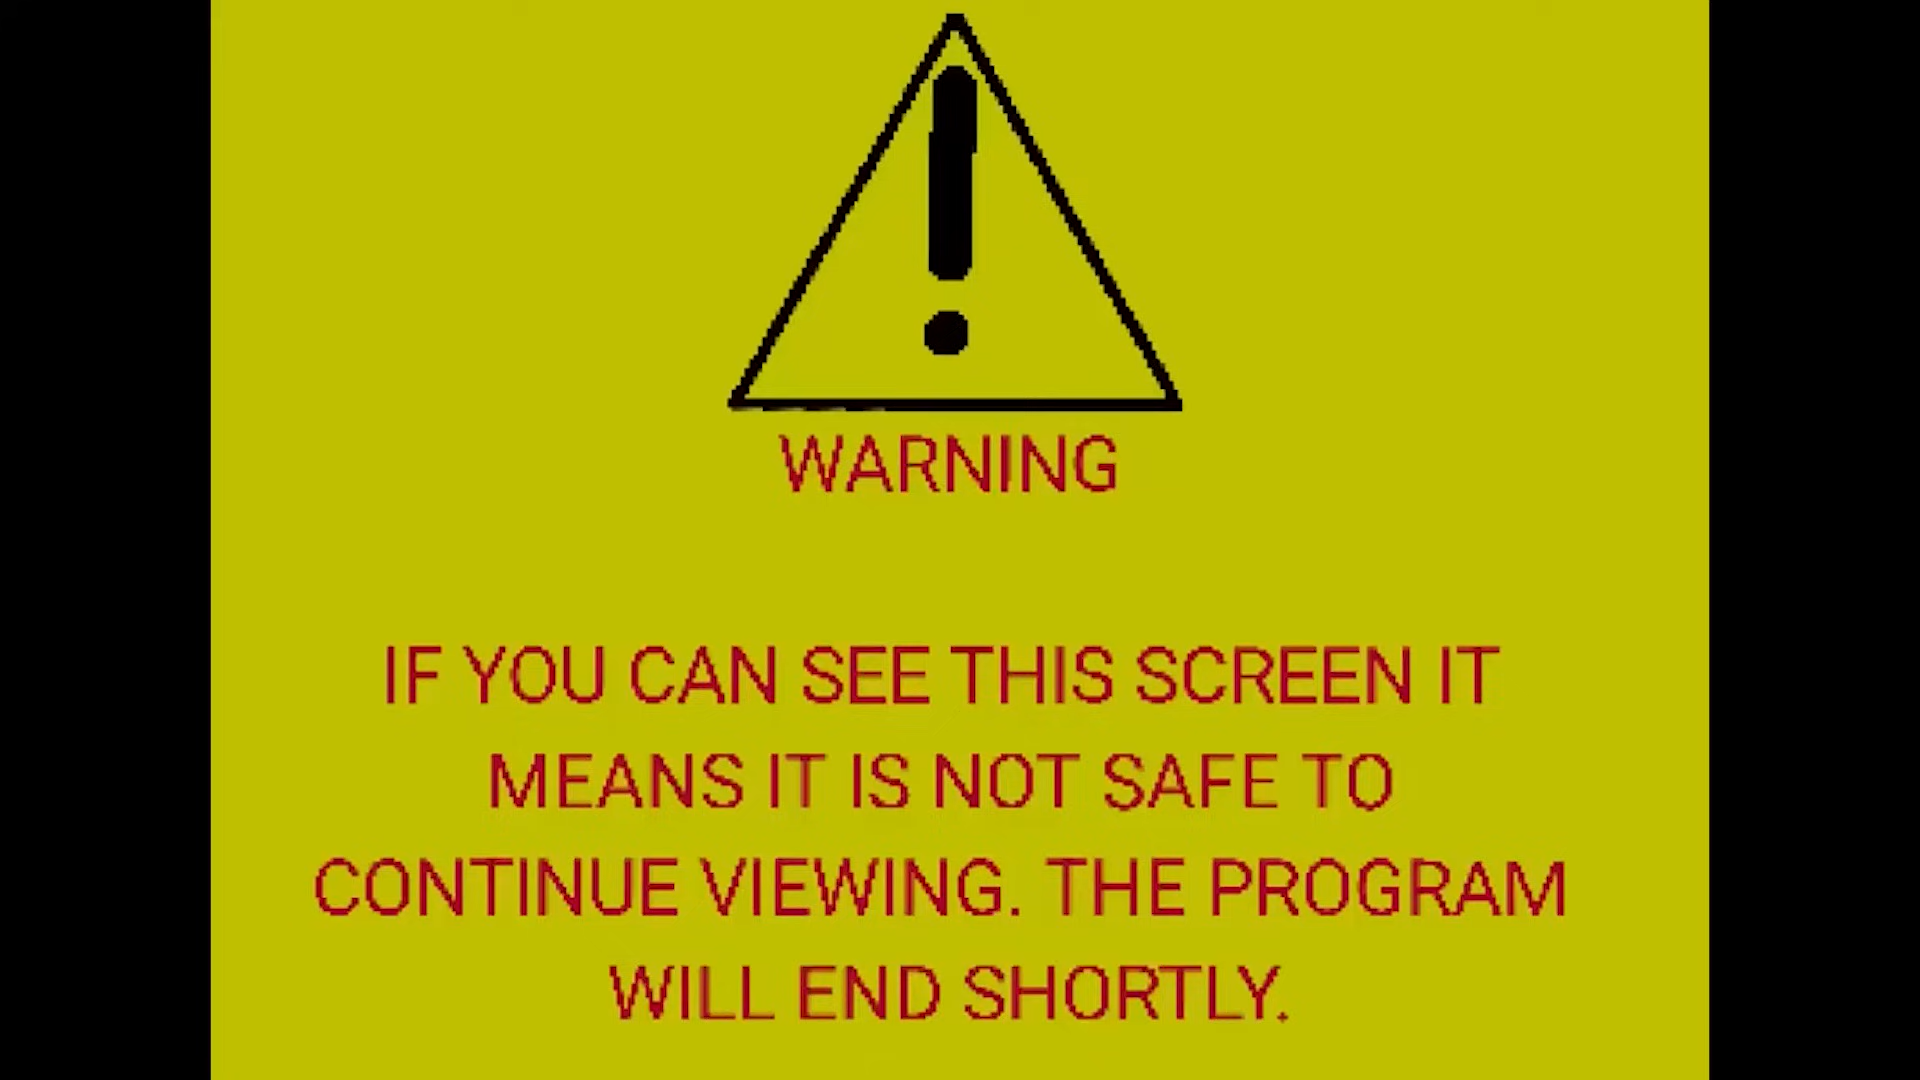 WARNING
IF YOU CAN SEE THIS SCREEN IT
MEANS IT IS NOT SAFE TO
CONTINUE VIEWING. THE PROGRAM
WILL END SHORTLY.